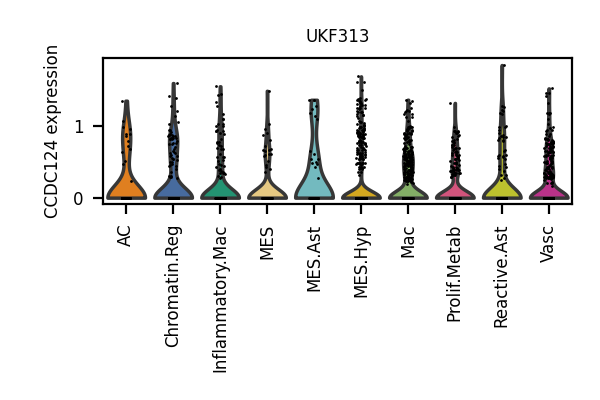 UKF313
CCDC124 expression
1
0
AC
Chromatin.Reg
Inflammatory.Mac
MES
MES.Ast
MES.Hyp
Mac
Prolif.Metab
Reactive.Ast
Vasc